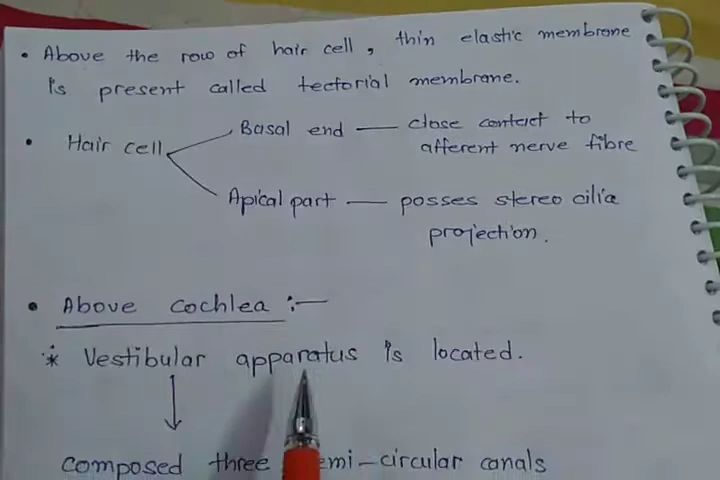 • Above the row of hair cell, thin elastic membrane
is present called tectorial membrane.
• Hair cell
Basal end — close contact to
afferent nerve fibre
Apical part — posses stereo cilia
projection.
• Above cochlea :—
* Vestibular apparatus is located.
composed three emi-circular canals